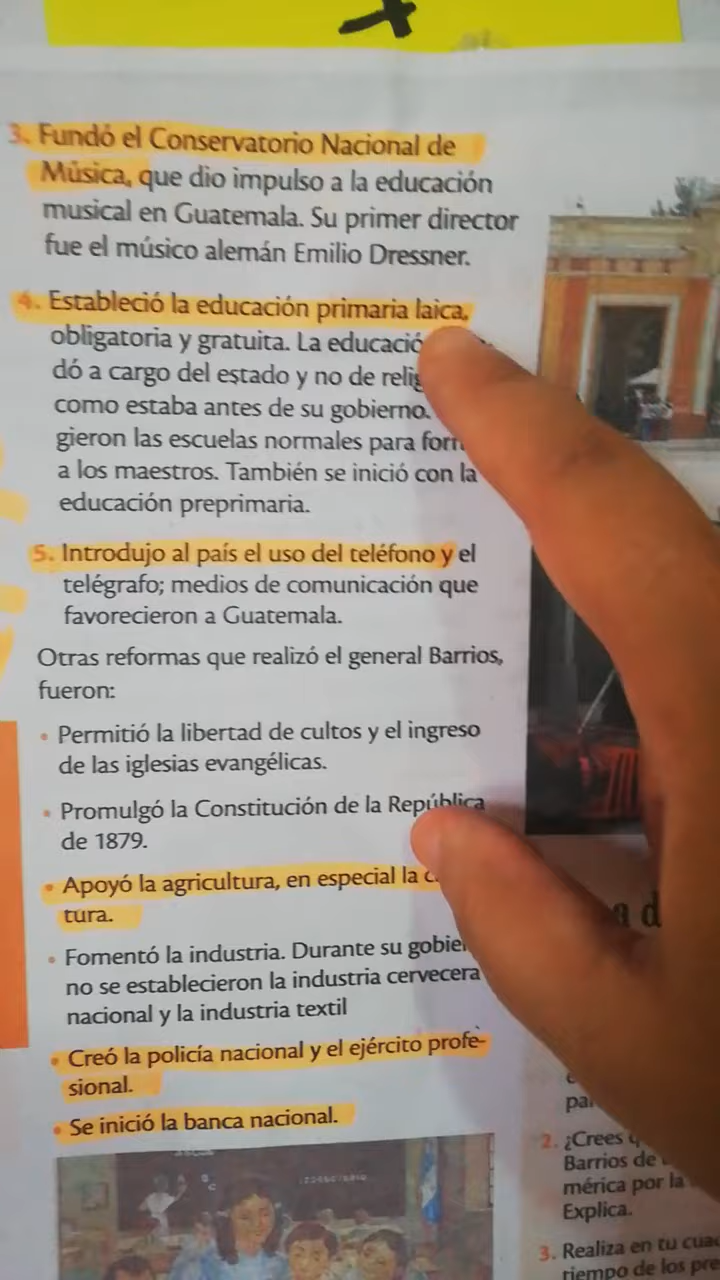 3. Fundó el Conservatorio Nacional de
Música, que dio impulso a la educación
musical en Guatemala. Su primer director
fue el músico alemán Emilio Dressner.
4. Estableció la educación primaria laica,
obligatoria y gratuita. La
dó a cargo del estado y no de
como estaba antes de su gobierno.
gieron las escuelas normales para
a los maestros. También se inició con la
educación preprimaria.
5. Introdujo al país el uso del teléfono y el
telégrafo; medios de comunicación que
favorecieron a Guatemala.
Otras reformas que realizó el general Barrios,
fueron:
• Permitió la libertad de cultos y el ingreso
de las iglesias evangélicas.
• Promulgó la Constitución de la República
de 1879.
• Apoyó la agricultura, en especial la
tura.
• Fomentó la industria. Durante su
no se establecieron la industria cervecera
nacional y la industria textil
• Creó la policía nacional y el ejército profe-
sional.
• Se inició la banca nacional.
2. ¿Crees
Barrios de
mérica por la
Explica.
3. Realiza en tu
tiempo de los